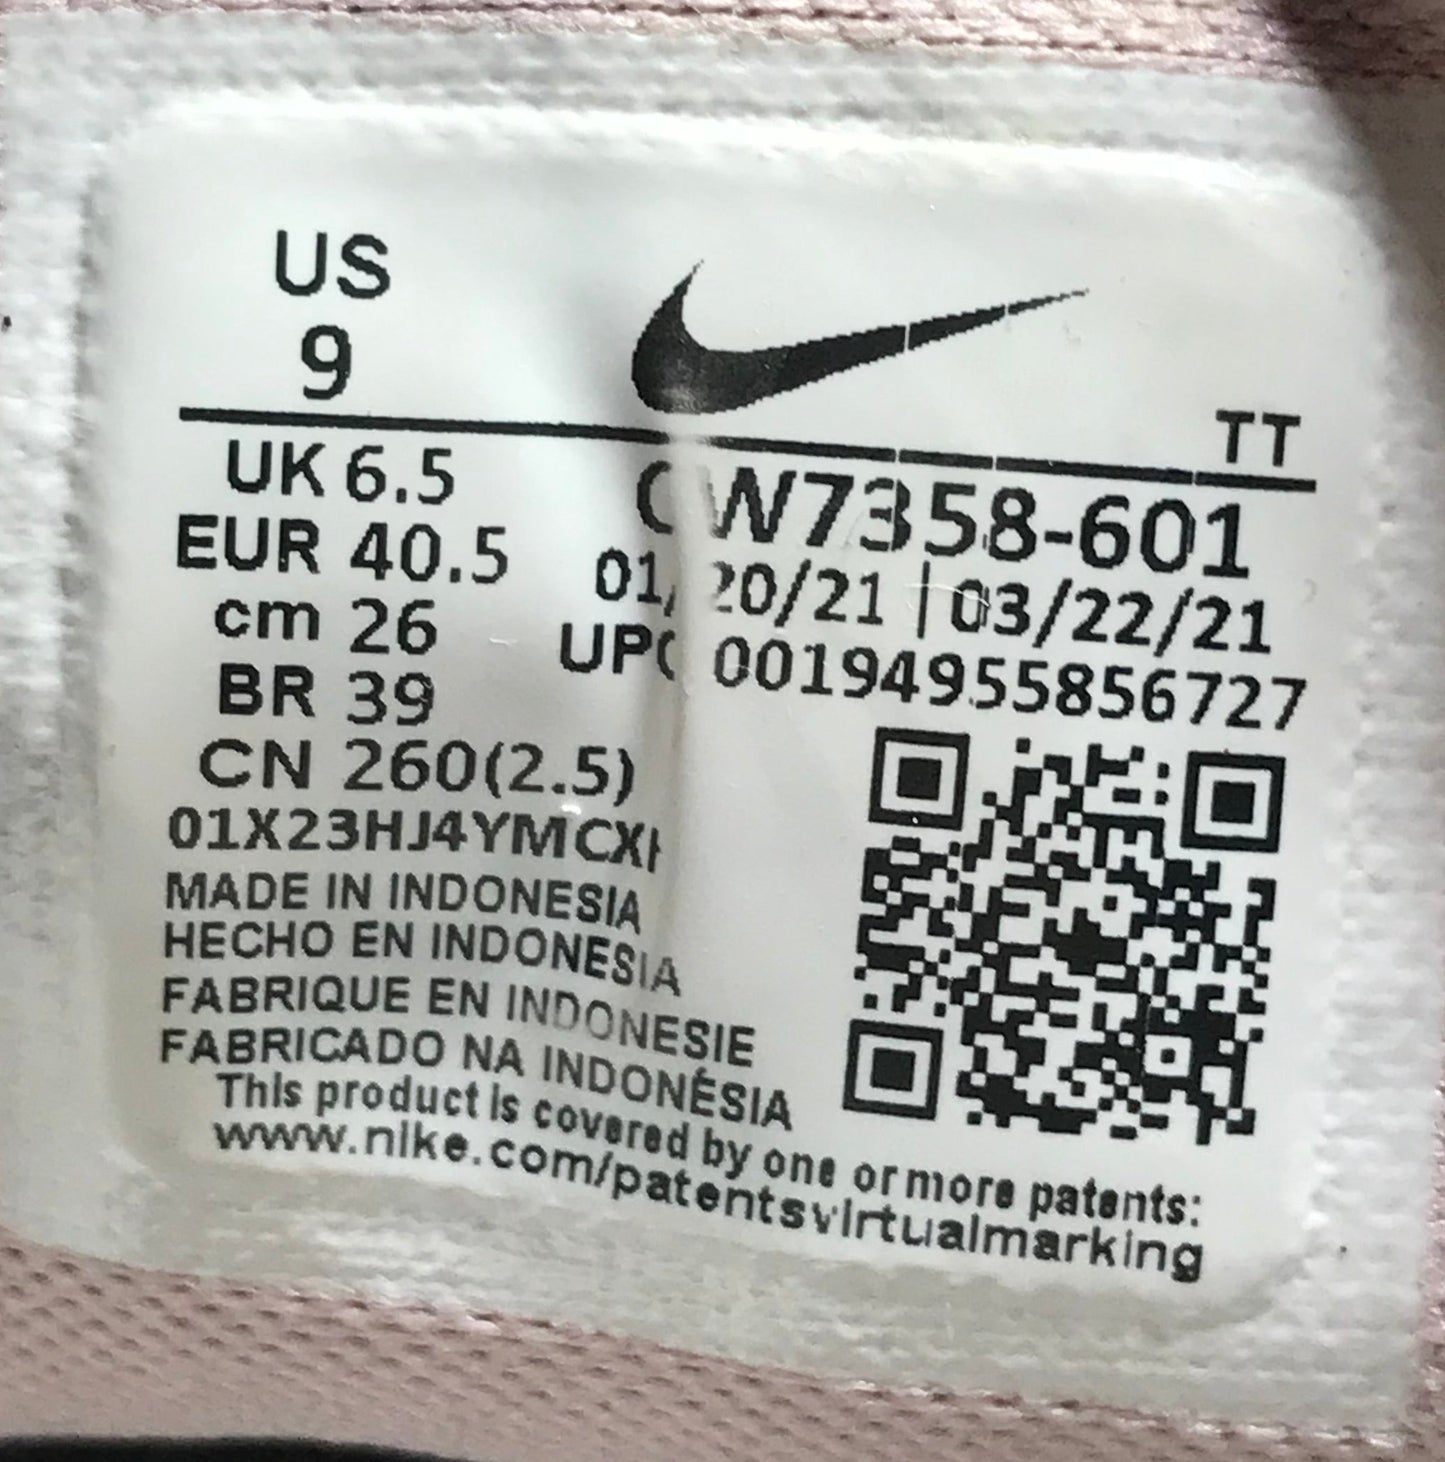 US
9
TT
UK 6.5
EUR 40.5
cm 26
BR 39
CN 260(2.5)
CW7358-601
01/20/21 | 03/22/21
UPC 00194955856727
MADE IN INDONESIA
HECHO EN INDONESIA
FABRIQUE EN INDONESIE
FABRICADO NA INDONÉSIA
This product is covered by one or more patents:
www.nike.com/patentsvirtualmarking